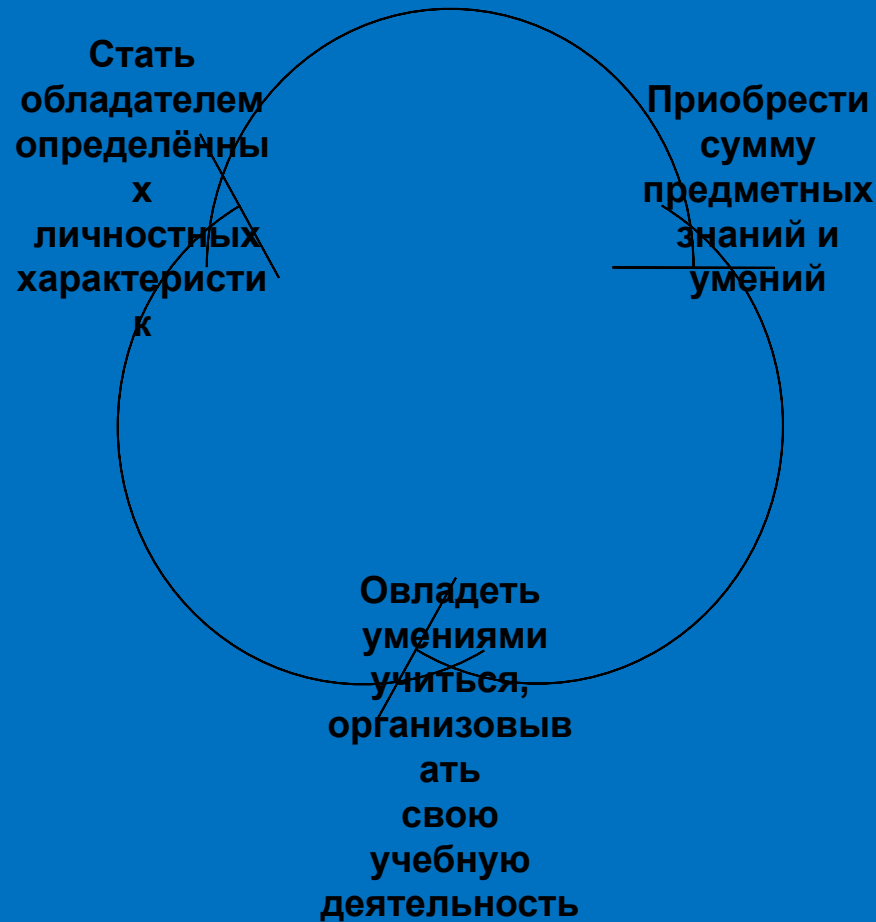 Стать
обладателем
определённы
х
личностных
характеристи
к
Приобрести
сумму
предметных
знаний и
умений
Овладеть
умениями
учиться,
организовыв
ать
свою
учебную
деятельность